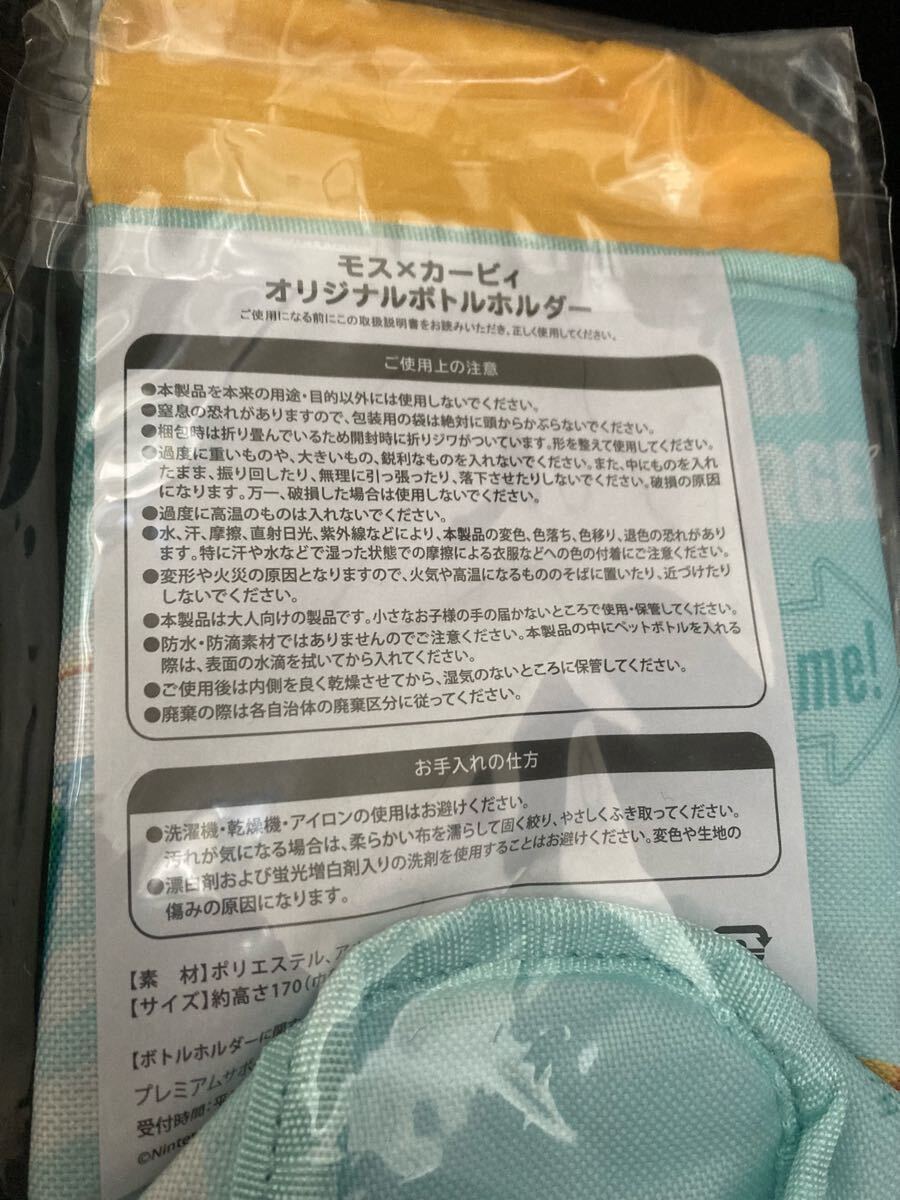 モス×カービィ
オリジナルボトルホルダー
ご使用になる前にこの取扱説明書をお読みいただき、正しく使用してください。
ご使用上の注意
●本製品を本来の用途・目的以外には使用しないでください。
●窒息の恐れがありますので、包装用の袋は絶対に頭からかぶらないでください。
●梱包時は折り畳んでいるため開封時に折りジワがついています。形を整えて使用してください。
●過度に重いものや、大きいもの、鋭利なものを入れないでください。また、中にものを入れ
たまま、振り回したり、無理に引っ張ったり、落下させたりしないでください。破損の原因
になります。万一、破損した場合は使用しないでください。
●過度に高温のものは入れないでください。
●水、汗、摩擦、直射日光、紫外線などにより、本製品の変色、色落ち、色移り、退色の恐れがあり
ます。特に汗や水などで湿った状態での摩擦による衣服などへの色の付着にご注意ください。
●変形や火災の原因となりますので、火気や高温になるもののそばに置いたり、近づけたり
しないでください。
●本製品は大人向けの製品です。小さなお子様の手の届かないところで使用・保管してください。
●防水・防滴素材ではありませんのでご注意ください。本製品の中にペットボトルを入れる
際は、表面の水滴を拭いてから入れてください。
●ご使用後は内側を良く乾燥させてから、湿気のないところに保管してください。
●廃棄の際は各自治体の廃棄区分に従ってください。
お手入れの仕方
●洗濯機・乾燥機・アイロンの使用はお避けください。
汚れが気になる場合は、柔らかい布を濡らして固く絞り、やさしくふき取ってください。
●漂白剤および蛍光増白剤入りの洗剤を使用することはお避けください。変色や生地の
傷みの原因になります。
【素 材】ポリエステル、ア
【サイズ】約高さ170(巾
【ボトルホルダーに関
プレミアムサポ
受付時間:平
©Ninte
me!